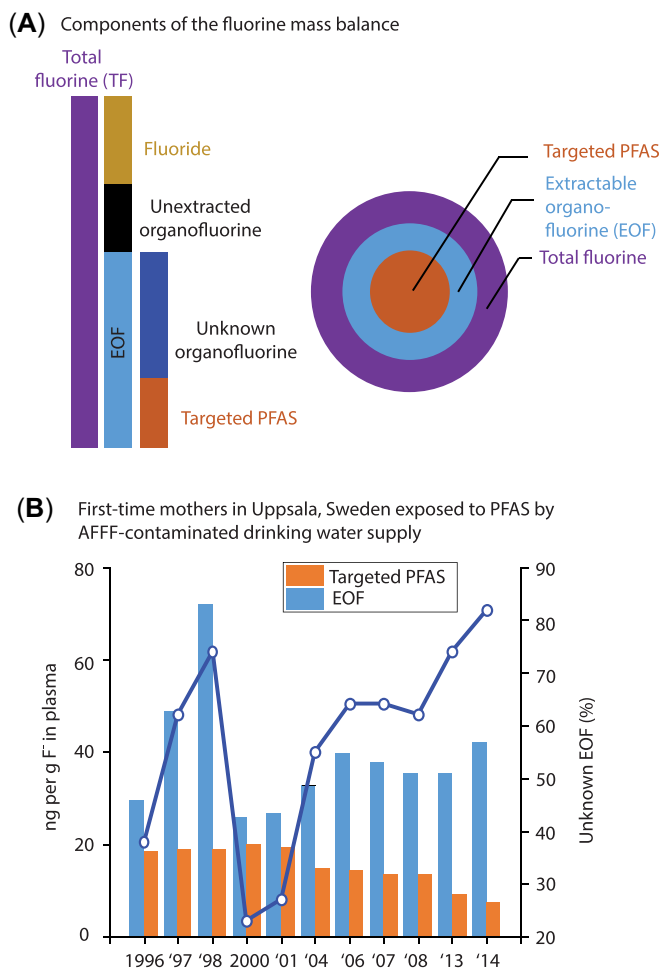 (A) Components of the fluorine mass balance
Total
fluorine (TF)
Fluoride
Unextracted
organofluorine
EOF
Unknown
organofluorine
Targeted PFAS
Targeted PFAS
Extractable
organo-
fluorine (EOF)
Total fluorine
(B) First-time mothers in Uppsala, Sweden exposed to PFAS by
AFFF-contaminated drinking water supply
Targeted PFAS
EOF
ng per g F⁻ in plasma
80
60
40
20
0
Unknown EOF (%)
90
80
70
60
50
40
30
20
1996 ‘97 ‘98 2000 ‘01 ‘04 ‘06 ‘07 ‘08 ‘13 ‘14